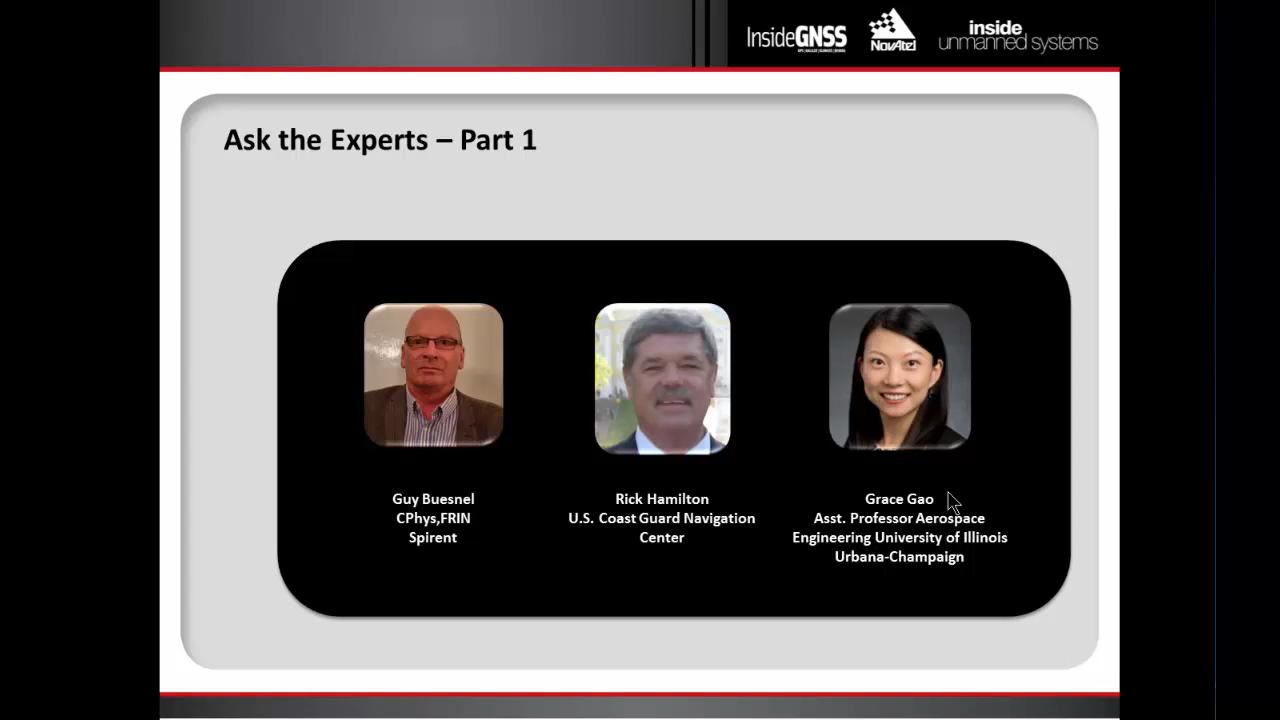 InsideGNSS
NovAtel
inside
unmanned systems
Ask the Experts – Part 1
Guy Buesnel
CPhys,FRIN
Spirent
Rick Hamilton
U.S. Coast Guard Navigation
Center
Grace Gao
Asst. Professor Aerospace
Engineering University of Illinois
Urbana-Champaign